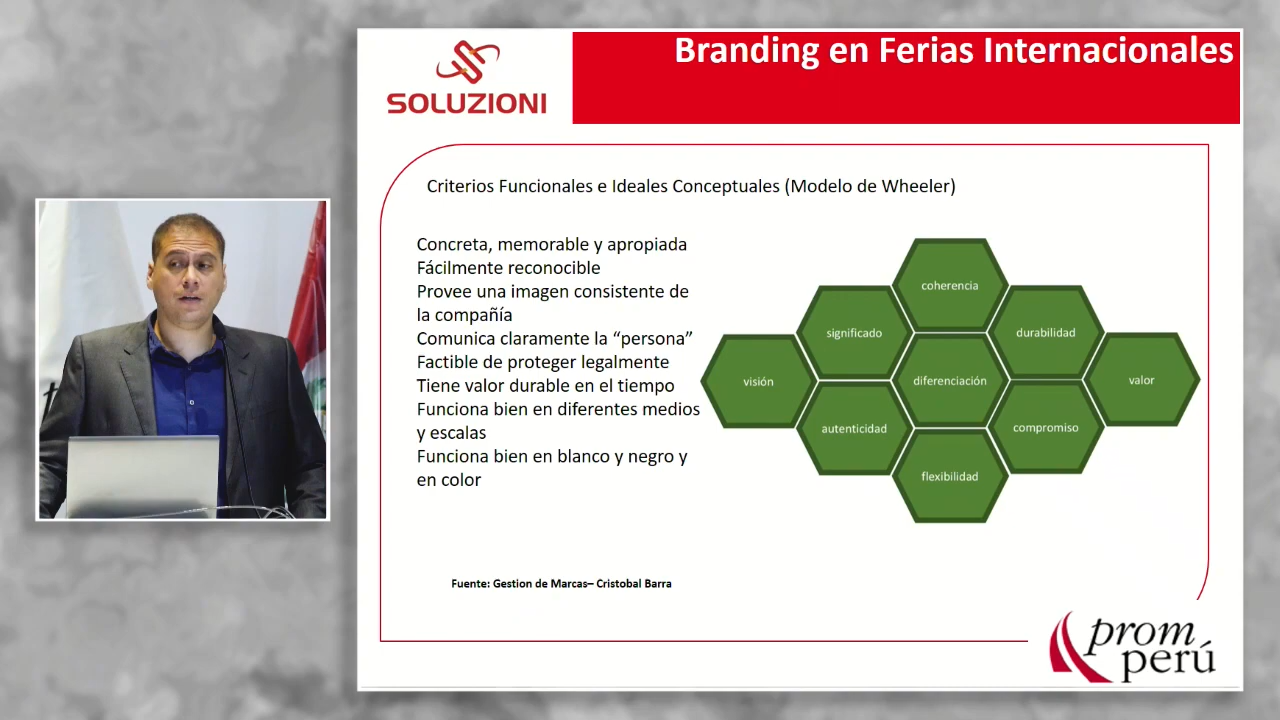 SOLUZIONI
Branding en Ferias Internacionales
Criterios Funcionales e Ideales Conceptuales (Modelo de Wheeler)
Concreta, memorable y apropiada
Fácilmente reconocible
Provee una imagen consistente de
la compañía
Comunica claramente la “persona”
Factible de proteger legalmente
Tiene valor durable en el tiempo
Funciona bien en diferentes medios
y escalas
Funciona bien en blanco y negro y
en color
coherencia
significado
durabilidad
visión
diferenciación
valor
autenticidad
compromiso
flexibilidad
Fuente: Gestion de Marcas– Cristobal Barra
prom
perú